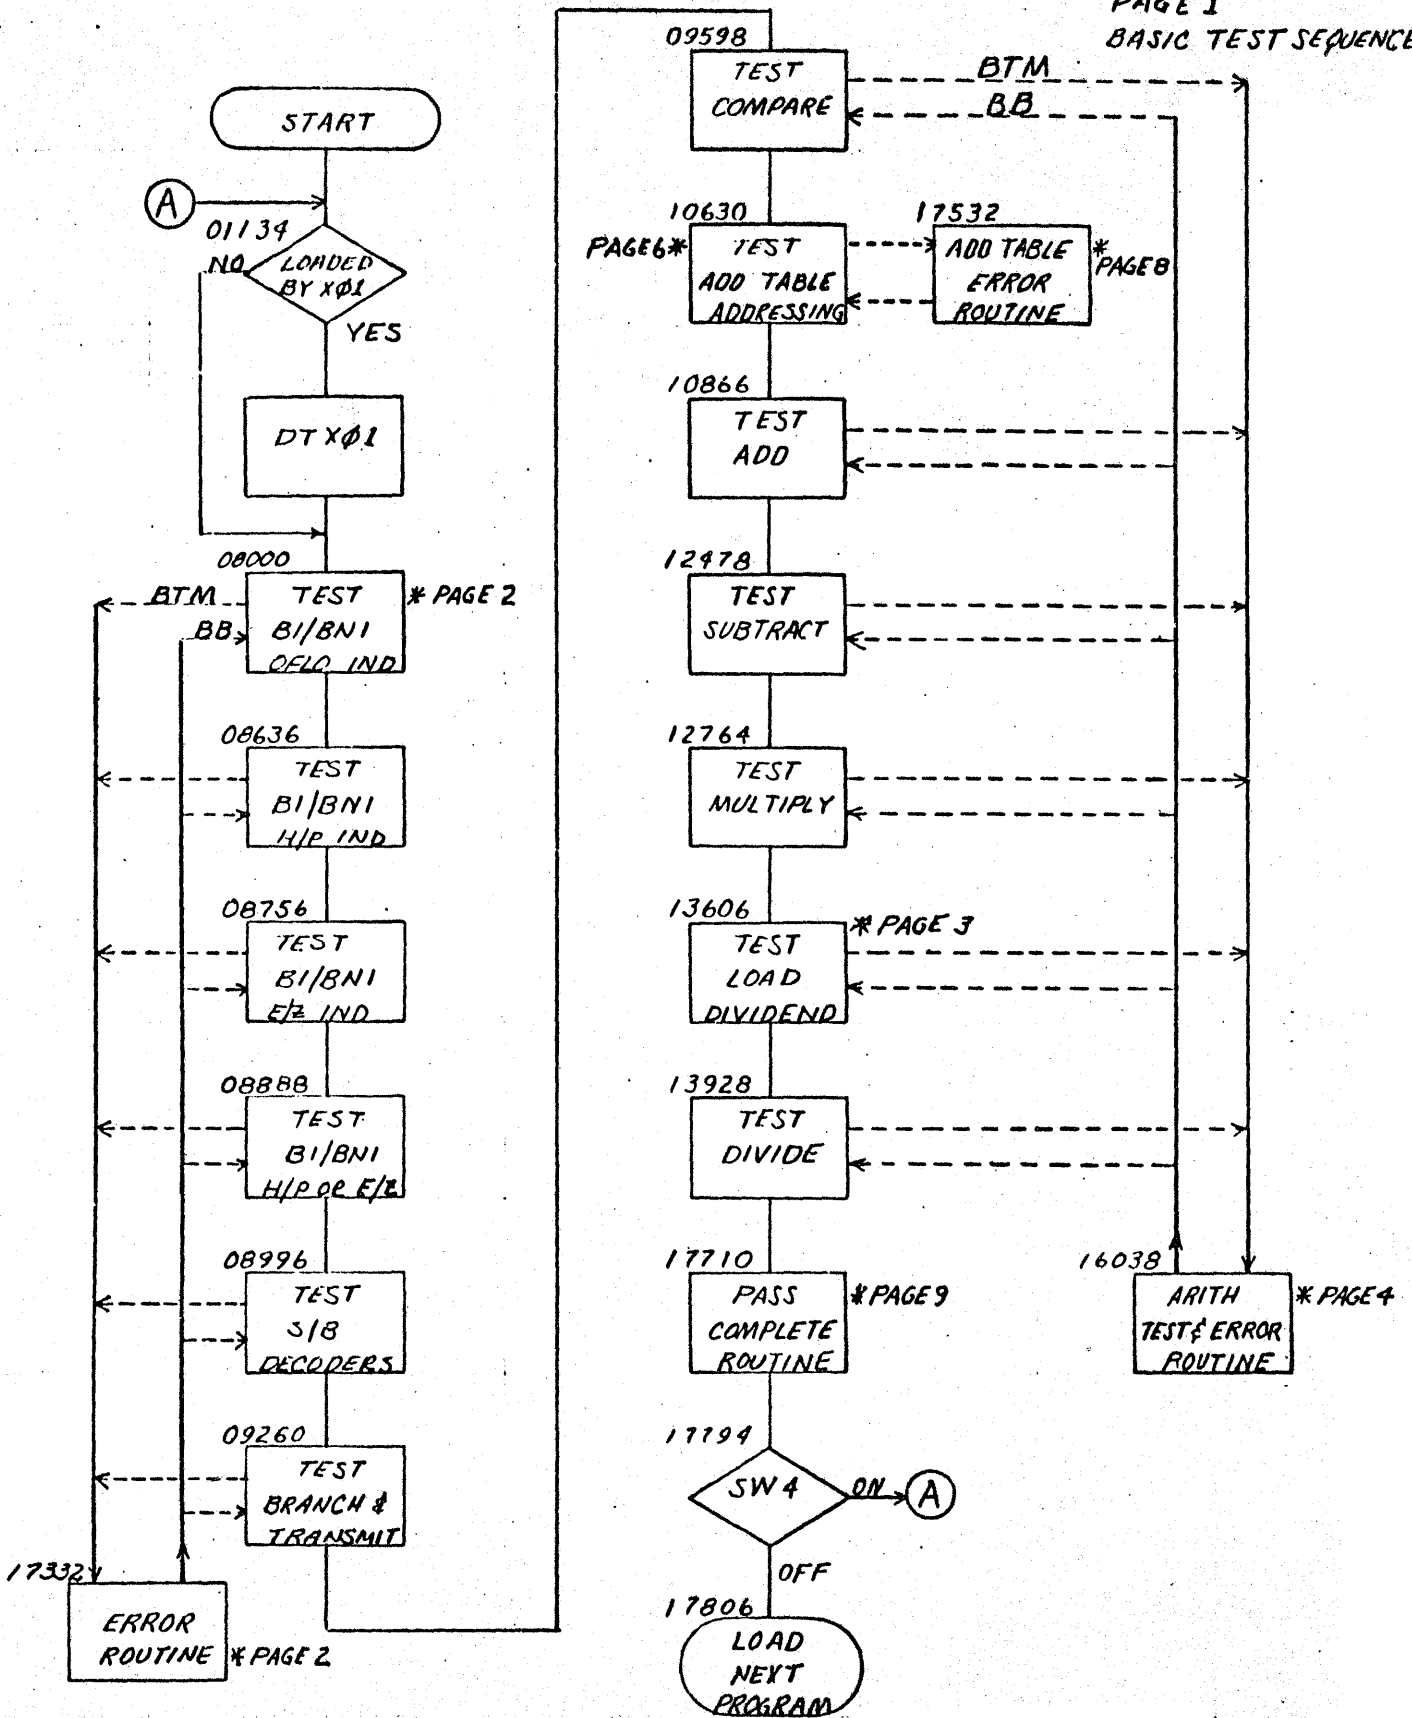 PAGE 1
BASIC TEST SEQUENCE
START
A
01134
LOADED
BY XØ1
NO
YES
DT XØ1
08000
TEST
BI/BNI
OFLO IND
* PAGE 2
BTM
BB
08636
TEST
BI/BNI
H/P IND
08756
TEST
BI/BNI
E/Z IND
08888
TEST
BI/BNI
H/P OR E/Z
08996
TEST
S/B
DECODERS
09260
TEST
BRANCH &
TRANSMIT
17332
ERROR
ROUTINE
* PAGE 2
09598
TEST
COMPARE
BTM
BB
10630
PAGE 6 *
TEST
ADD TABLE
ADDRESSING
17532
ADD TABLE
ERROR
ROUTINE
*
PAGE 8
10866
TEST
ADD
12478
TEST
SUBTRACT
12764
TEST
MULTIPLY
13606
* PAGE 3
TEST
LOAD
DIVIDEND
13928
TEST
DIVIDE
17710
PASS
COMPLETE
ROUTINE
* PAGE 9
16038
ARITH
TEST & ERROR
ROUTINE
* PAGE 4
17794
SW 4
ON
A
OFF
17806
LOAD
NEXT
PROGRAM